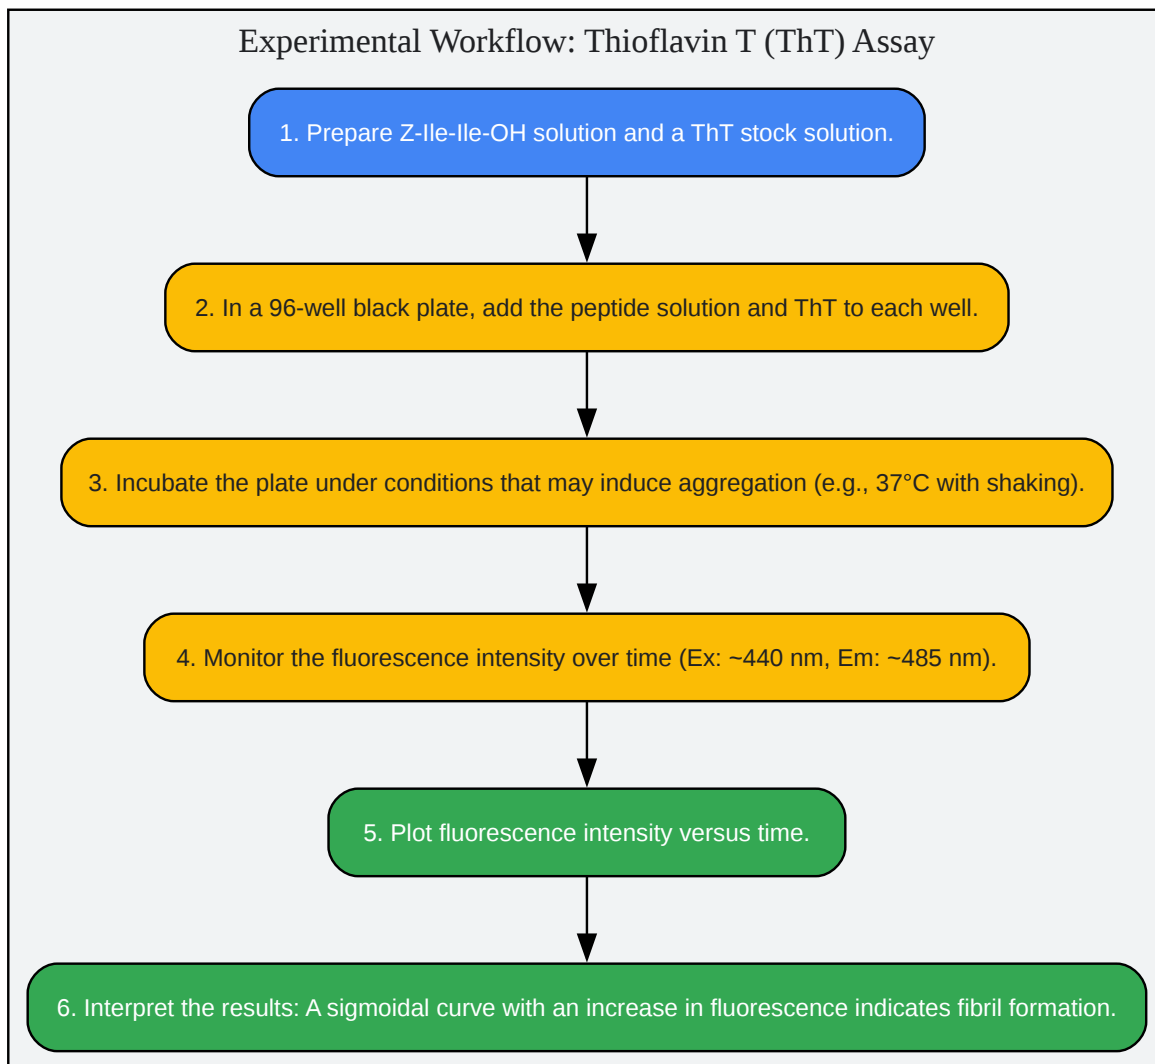 Experimental Workflow: Thioflavin T (ThT) Assay
1. Prepare Z-Ile-Ile-OH solution and a ThT stock solution.
2. In a 96-well black plate, add the peptide solution and ThT to each well.
3. Incubate the plate under conditions that may induce aggregation (e.g., 37°C with shaking).
4. Monitor the fluorescence intensity over time (Ex: ~440 nm, Em: ~485 nm).
5. Plot fluorescence intensity versus time.
6. Interpret the results: A sigmoidal curve with an increase in fluorescence indicates fibril formation.